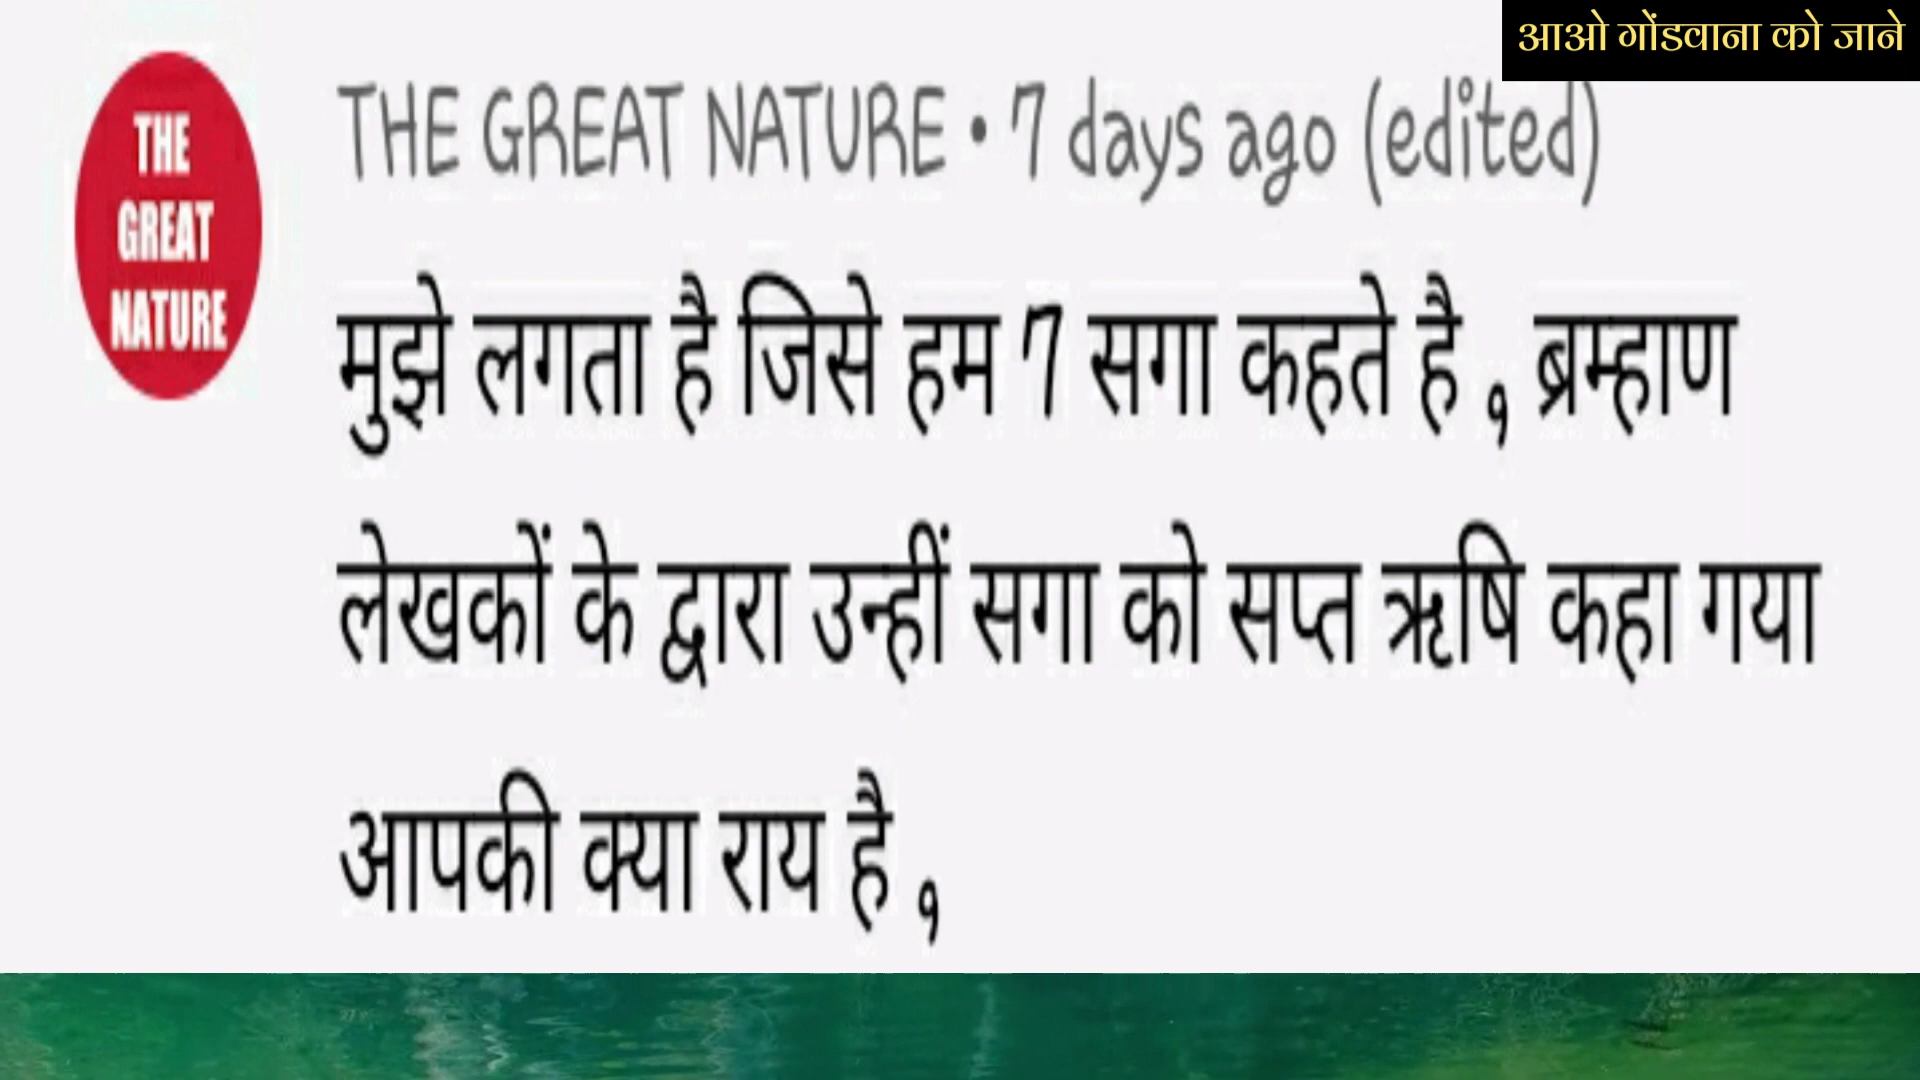 आओ गोंडवाना को जाने
THE
GREAT
NATURE
THE GREAT NATURE • 7 days ago (edited)
मुझे लगता है जिसे हम 7 सगा कहते है , ब्रम्हाण
लेखकों के द्वारा उन्हीं सगा को सप्त ऋषि कहा गया
आपकी क्या राय है ,